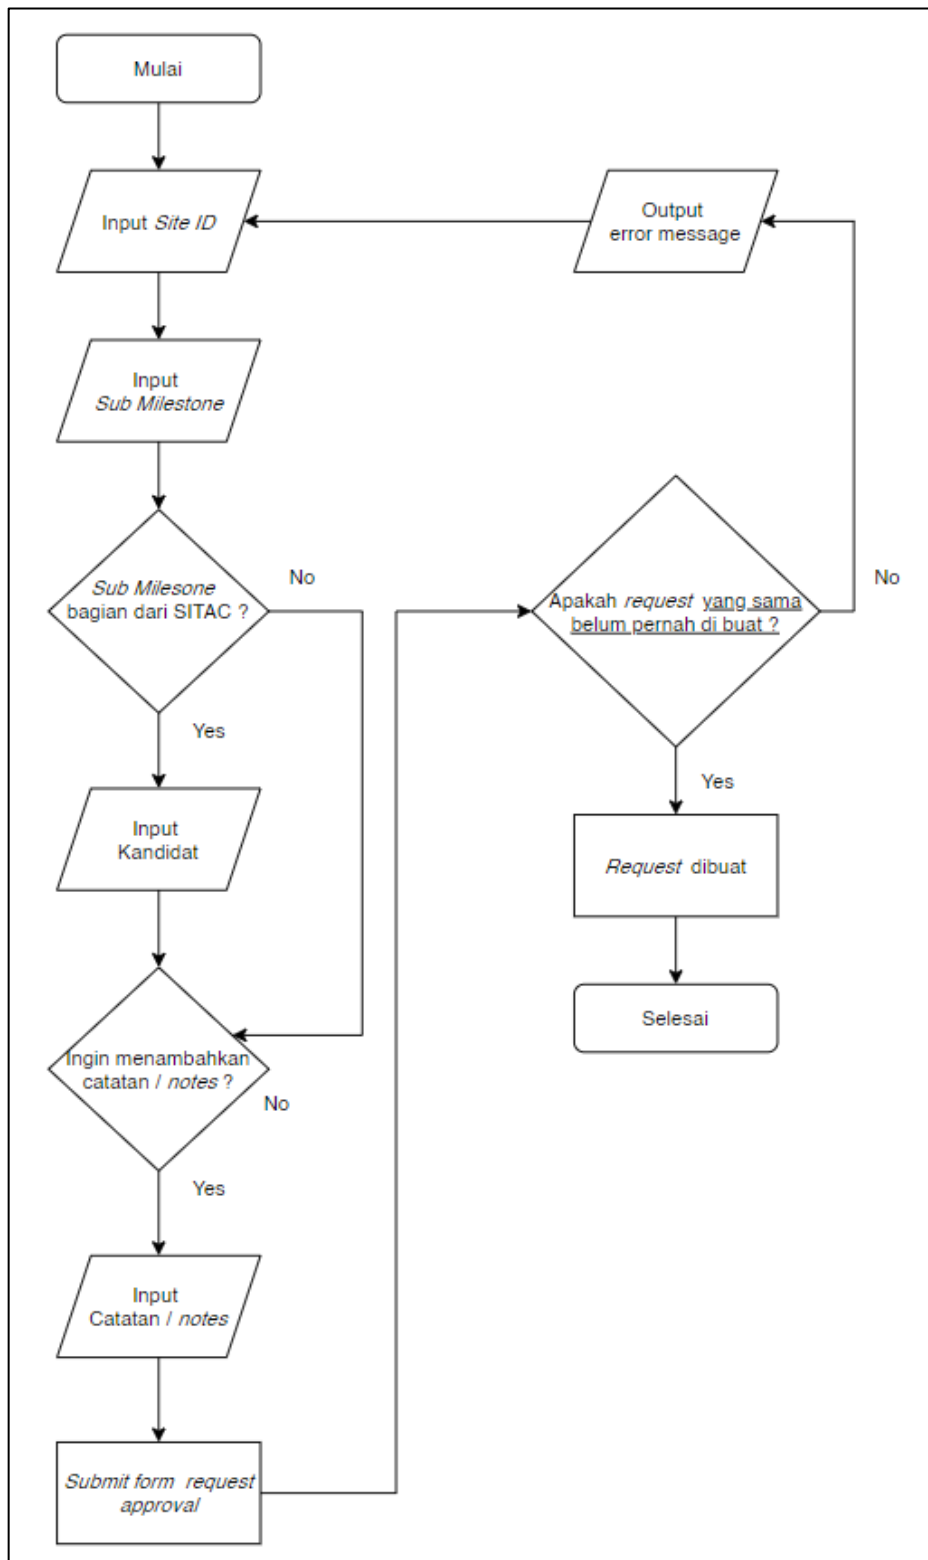 Mulai
Input Site ID
Output
error message
Input
Sub Milestone
Sub Milesone
bagian dari SITAC ?
No
Apakah request yang sama
belum pernah di buat ?
No
Yes
Yes
Input
Kandidat
Request dibuat
Selesai
Ingin menambahkan
catatan / notes ?
No
Yes
Input
Catatan / notes
Submit form request
approval